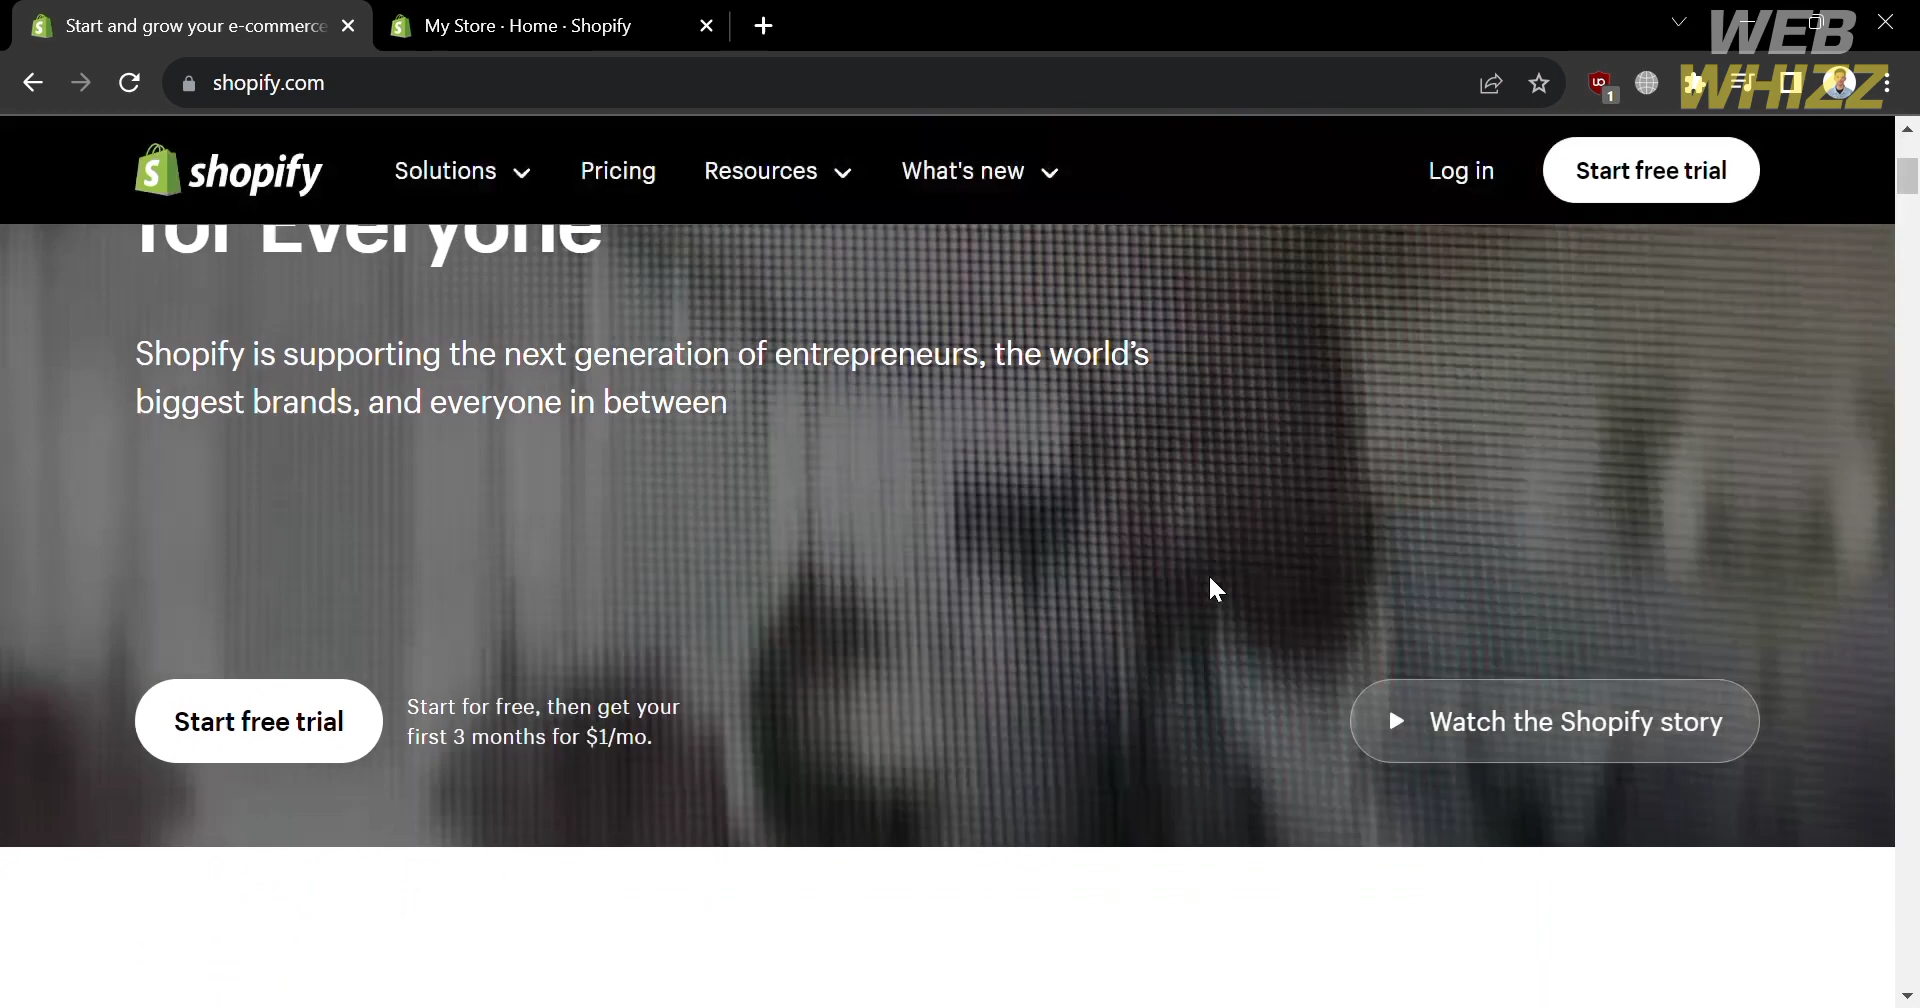 Start and grow your e-commerce
My Store · Home · Shopify
WEB
WHIZZ
shopify.com
1
shopify
Solutions
Pricing
Resources
What's new
Log in
Start free trial
for Everyone
Shopify is supporting the next generation of entrepreneurs, the world's
biggest brands, and everyone in between
Start free trial
Start for free, then get your
first 3 months for $1/mo.
Watch the Shopify story